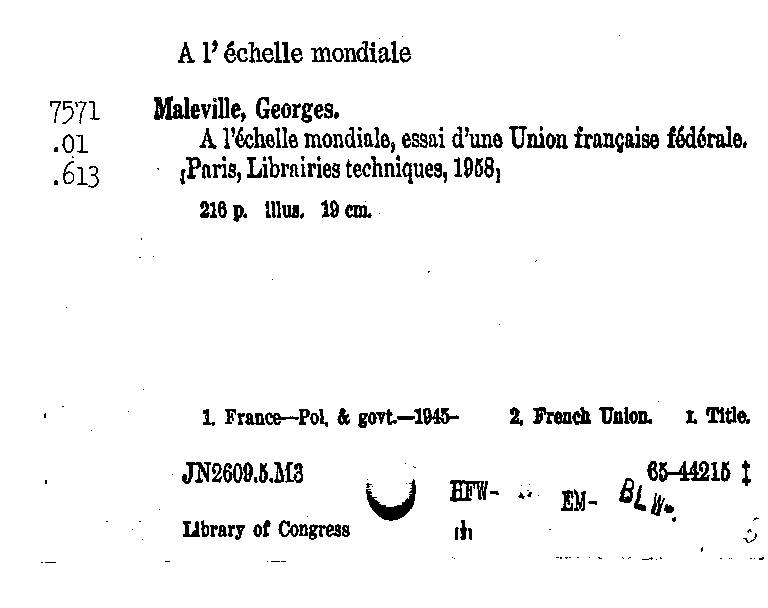 A l'échelle mondiale
7571 Maleville, Georges.
.01 A l'échelle mondiale, essai d'une Union française fédérale.
.613 [Paris, Librairies techniques, 1958]
216 p. illus. 19 cm.
1. France—Pol. & govt.—1945– 2. French Union. I. Title.
JN2609.5.M3 65–44215 ‡
HFW- EM- BLW-
Library of Congress